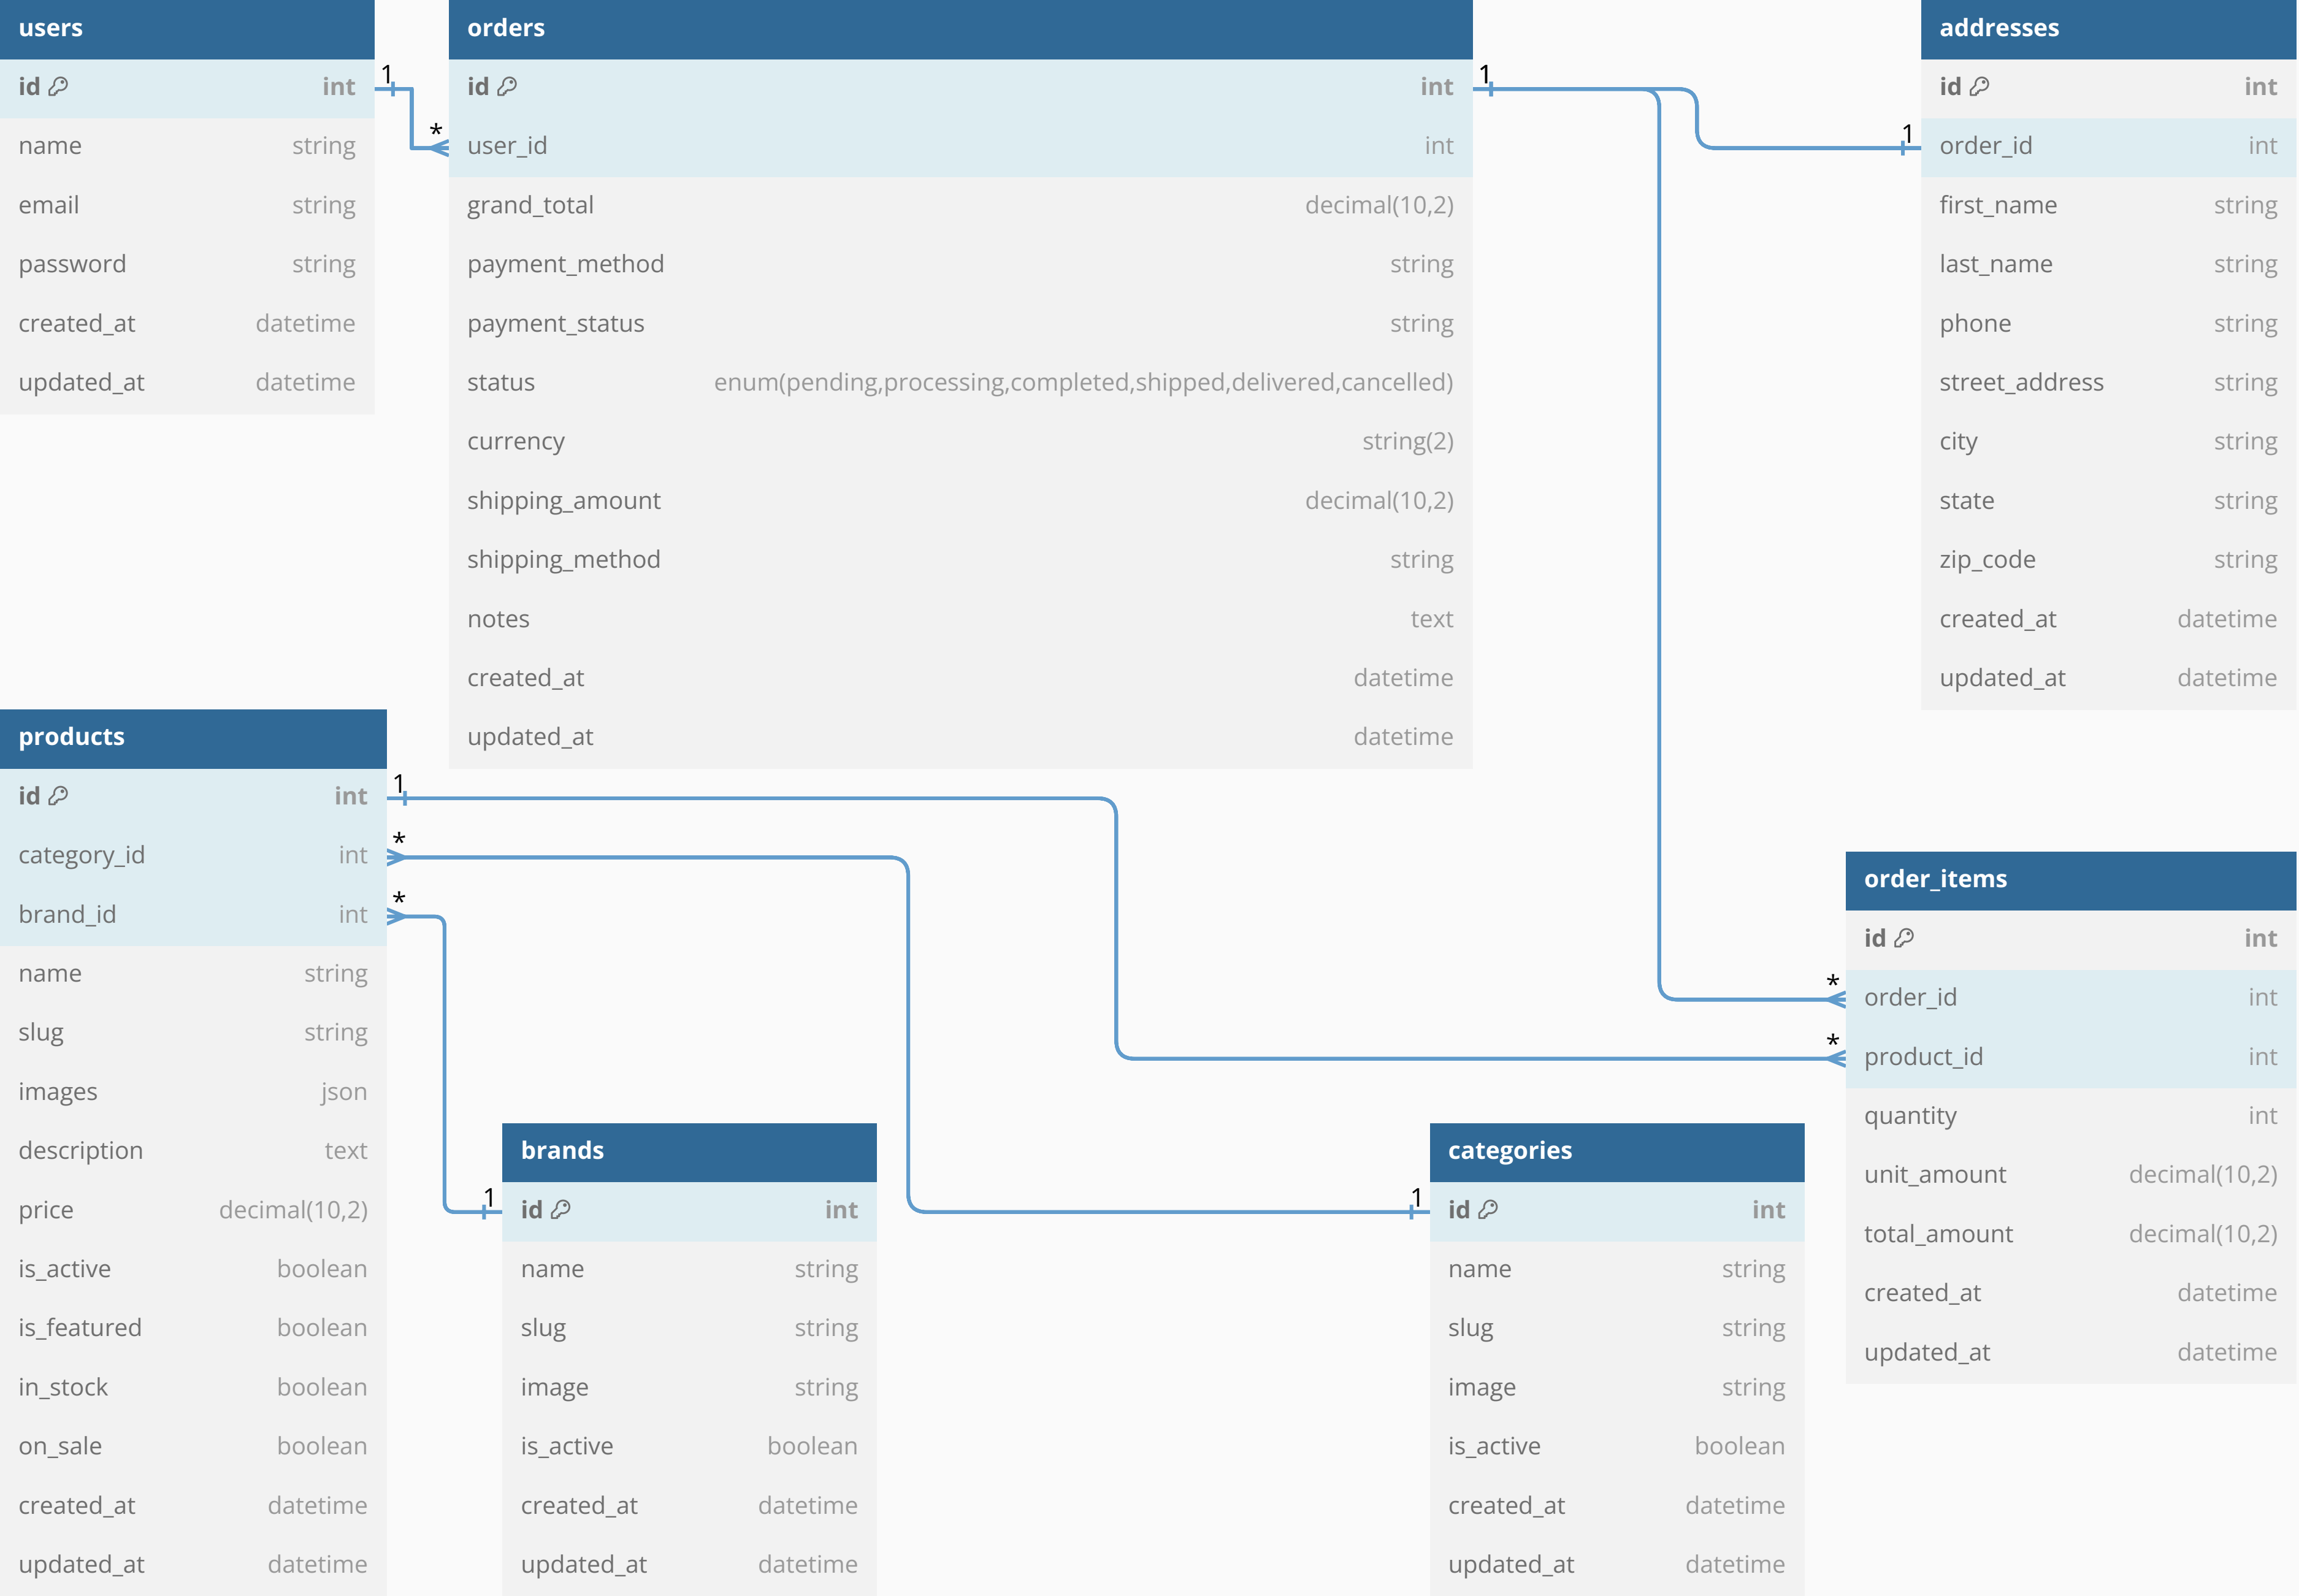 users
id int
name string
email string
password string
created_at datetime
updated_at datetime
1
*
orders
id int
user_id int
grand_total decimal(10,2)
payment_method string
payment_status string
status enum(pending,processing,completed,shipped,delivered,cancelled)
currency string(2)
shipping_amount decimal(10,2)
shipping_method string
notes text
created_at datetime
updated_at datetime
1
1
addresses
id int
order_id int
first_name string
last_name string
phone string
street_address string
city string
state string
zip_code string
created_at datetime
updated_at datetime
products
id int
category_id int
brand_id int
name string
slug string
images json
description text
price decimal(10,2)
is_active boolean
is_featured boolean
in_stock boolean
on_sale boolean
created_at datetime
updated_at datetime
1
*
*
1
brands
id int
name string
slug string
image string
is_active boolean
created_at datetime
updated_at datetime
1
categories
id int
name string
slug string
image string
is_active boolean
created_at datetime
updated_at datetime
*
*
order_items
id int
order_id int
product_id int
quantity int
unit_amount decimal(10,2)
total_amount decimal(10,2)
created_at datetime
updated_at datetime